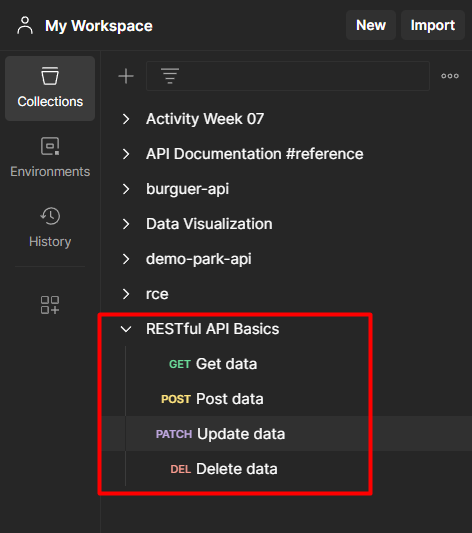 My Workspace New Import
Collections
Environments
History
Activity Week 07
API Documentation #reference
burguer-api
Data Visualization
demo-park-api
rce
RESTful API Basics
GET Get data
POST Post data
PATCH Update data
DEL Delete data